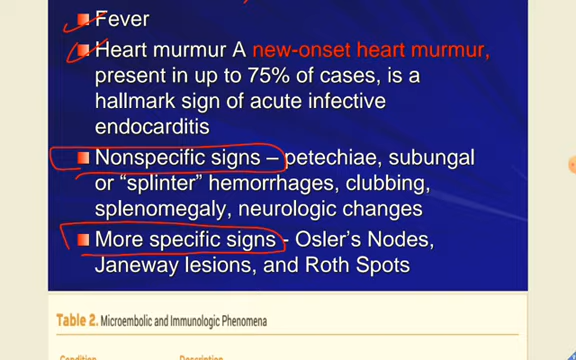 Fever
Heart murmur A new-onset heart murmur,
present in up to 75% of cases, is a
hallmark sign of acute infective
endocarditis
Nonspecific signs – petechiae, subungal
or “splinter” hemorrhages, clubbing,
splenomegaly, neurologic changes
More specific signs - Osler's Nodes,
Janeway lesions, and Roth Spots
Table 2. Microembolic and Immunologic Phenomena